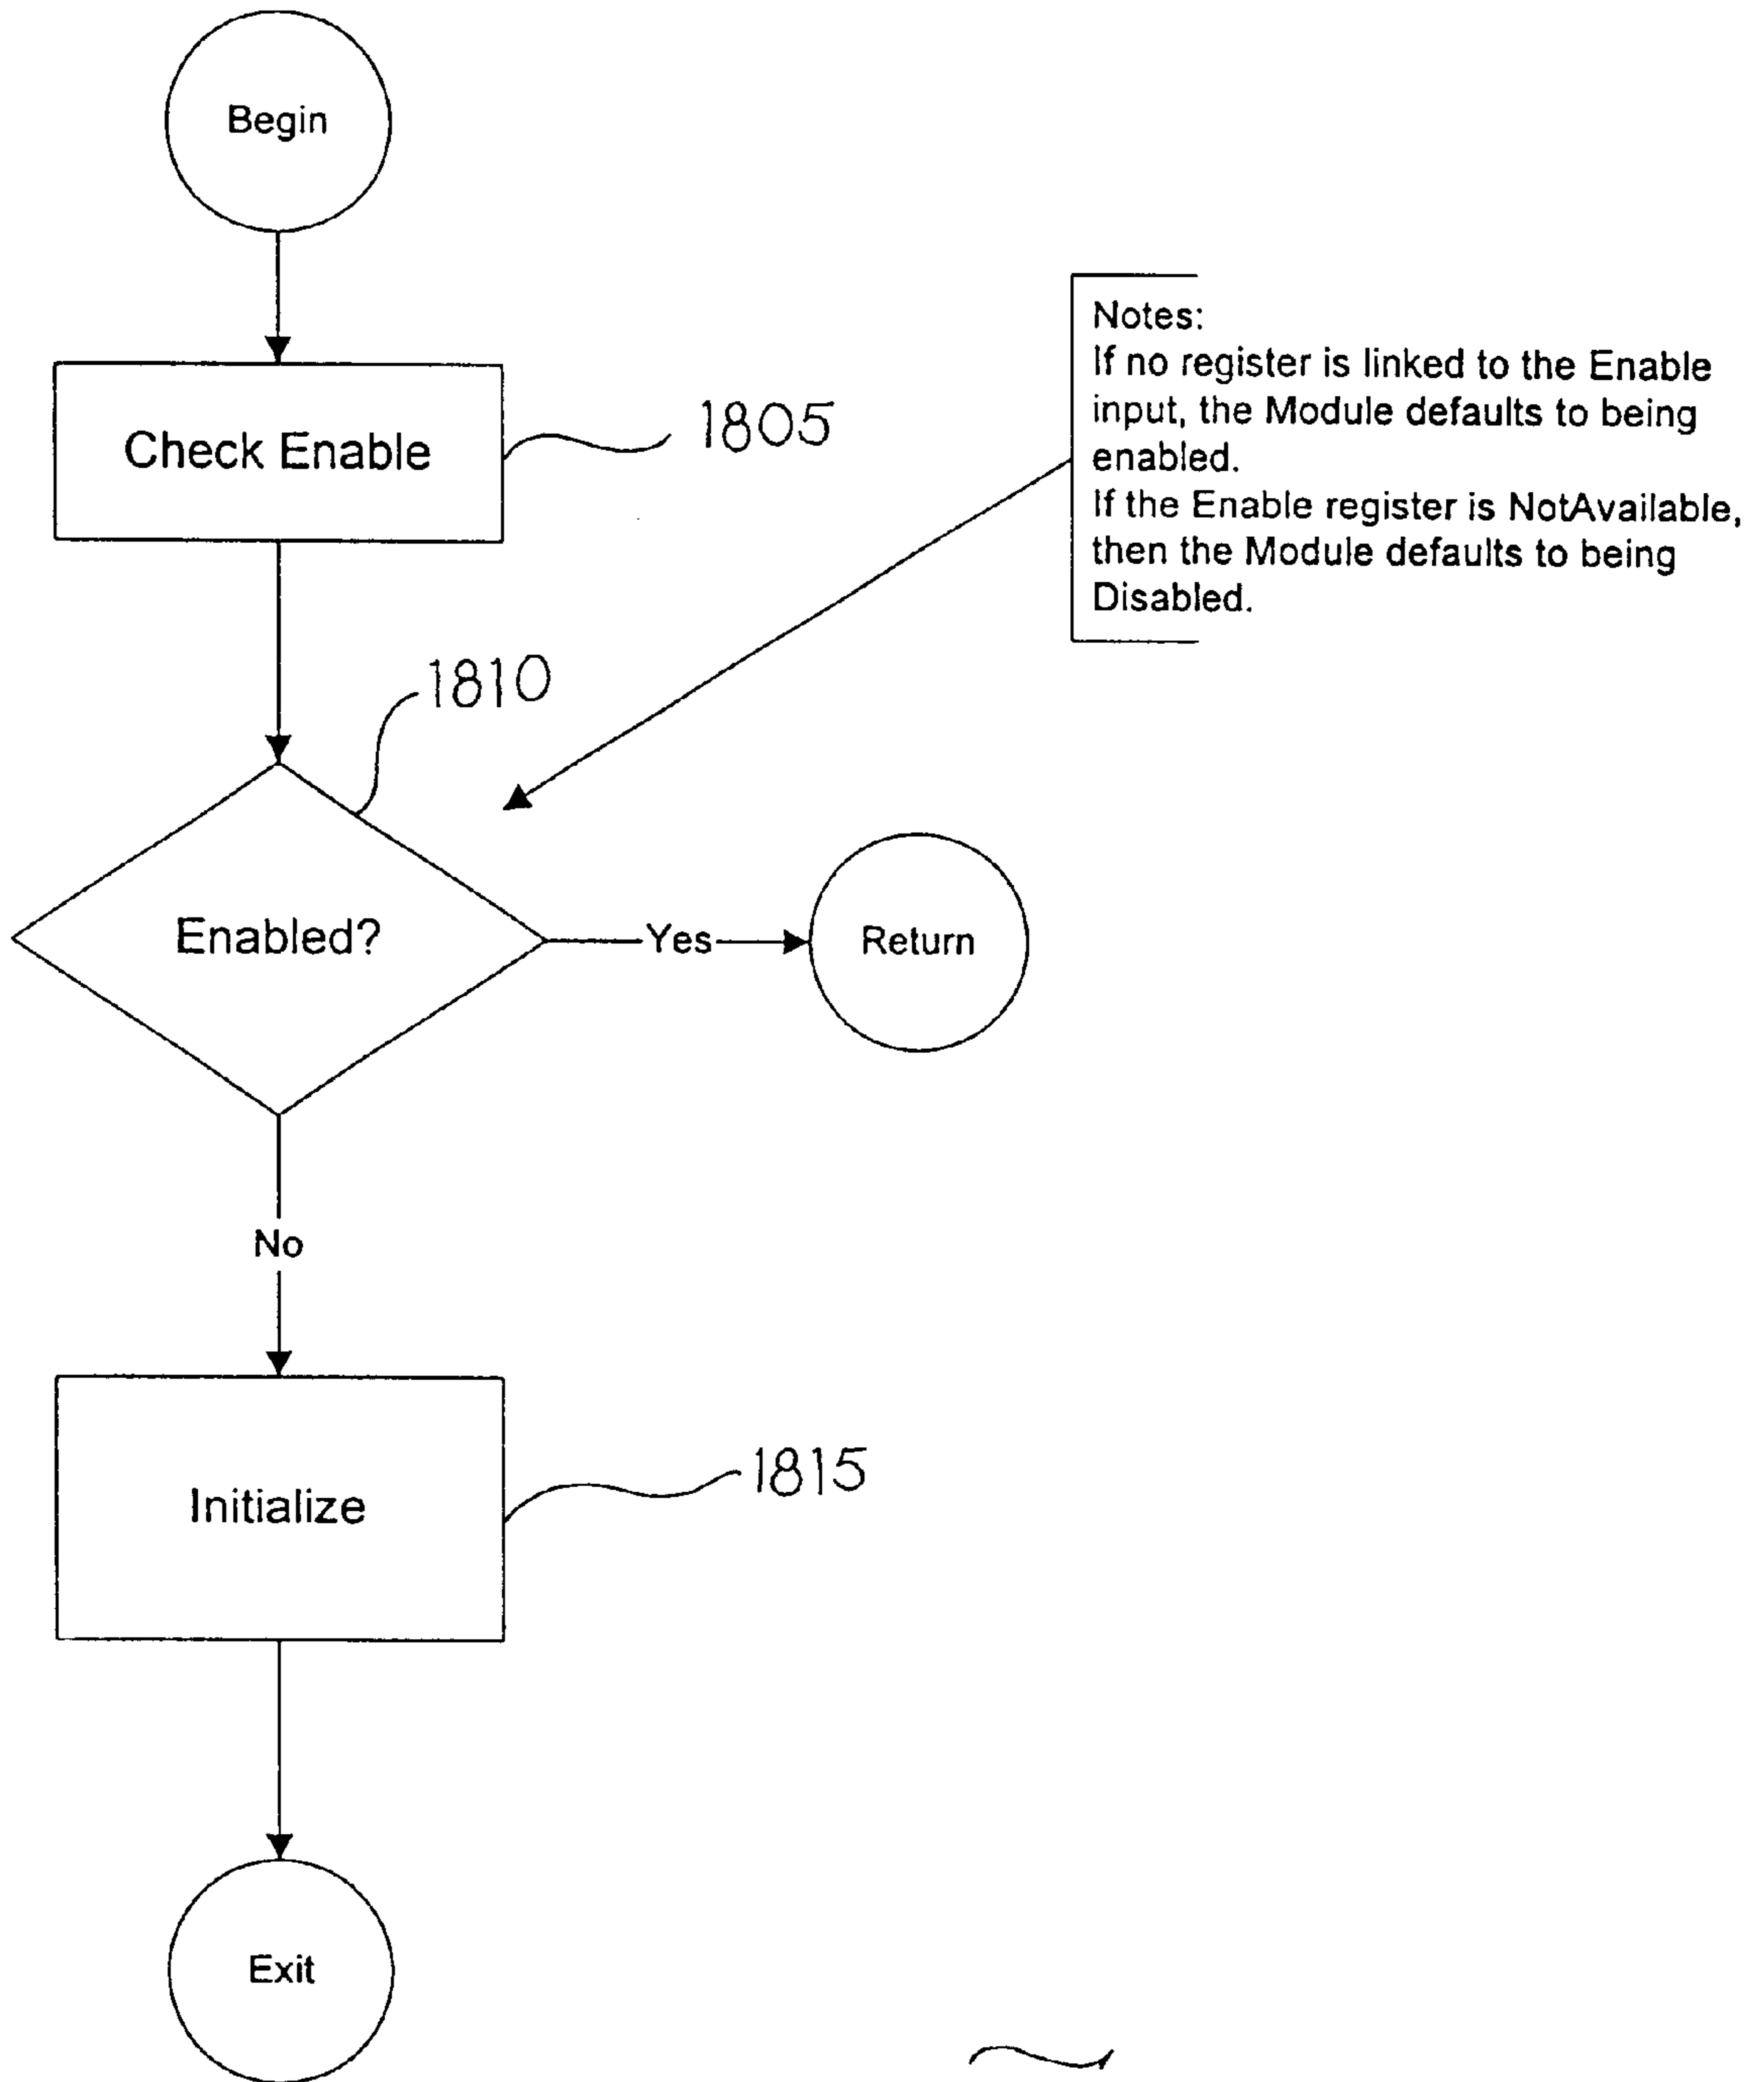 Begin
Check Enable
1805
Notes:
If no register is linked to the Enable
input, the Module defaults to being
enabled.
If the Enable register is NotAvailable,
then the Module defaults to being
Disabled.
1810
Enabled?
Yes
Return
No
Initialize
1815
Exit